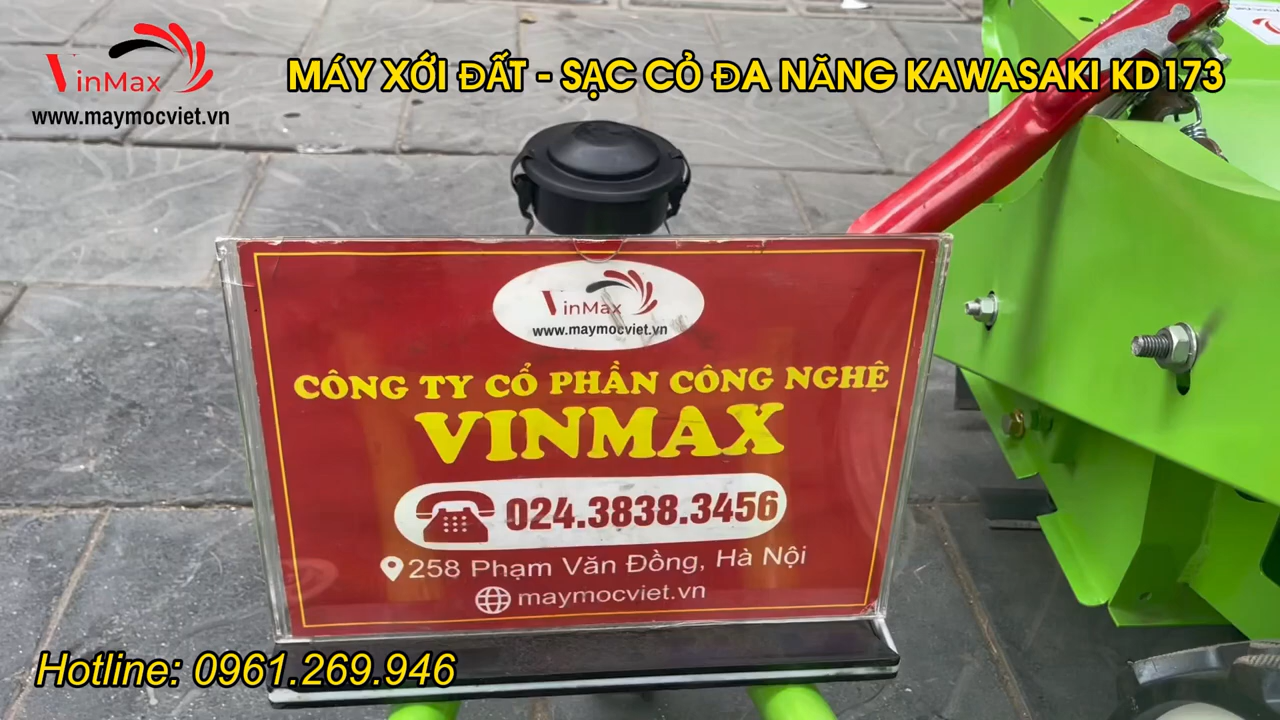 VinMax
www.maymocviet.vn
MÁY XỚI ĐẤT - SẠC CỎ ĐA NĂNG KAWASAKI KD173
VinMax
www.maymocviet.vn
CÔNG TY CỔ PHẦN CÔNG NGHỆ
VINMAX
024.3838.3456
258 Phạm Văn Đồng, Hà Nội
maymocviet.vn
Hotline: 0961.269.946